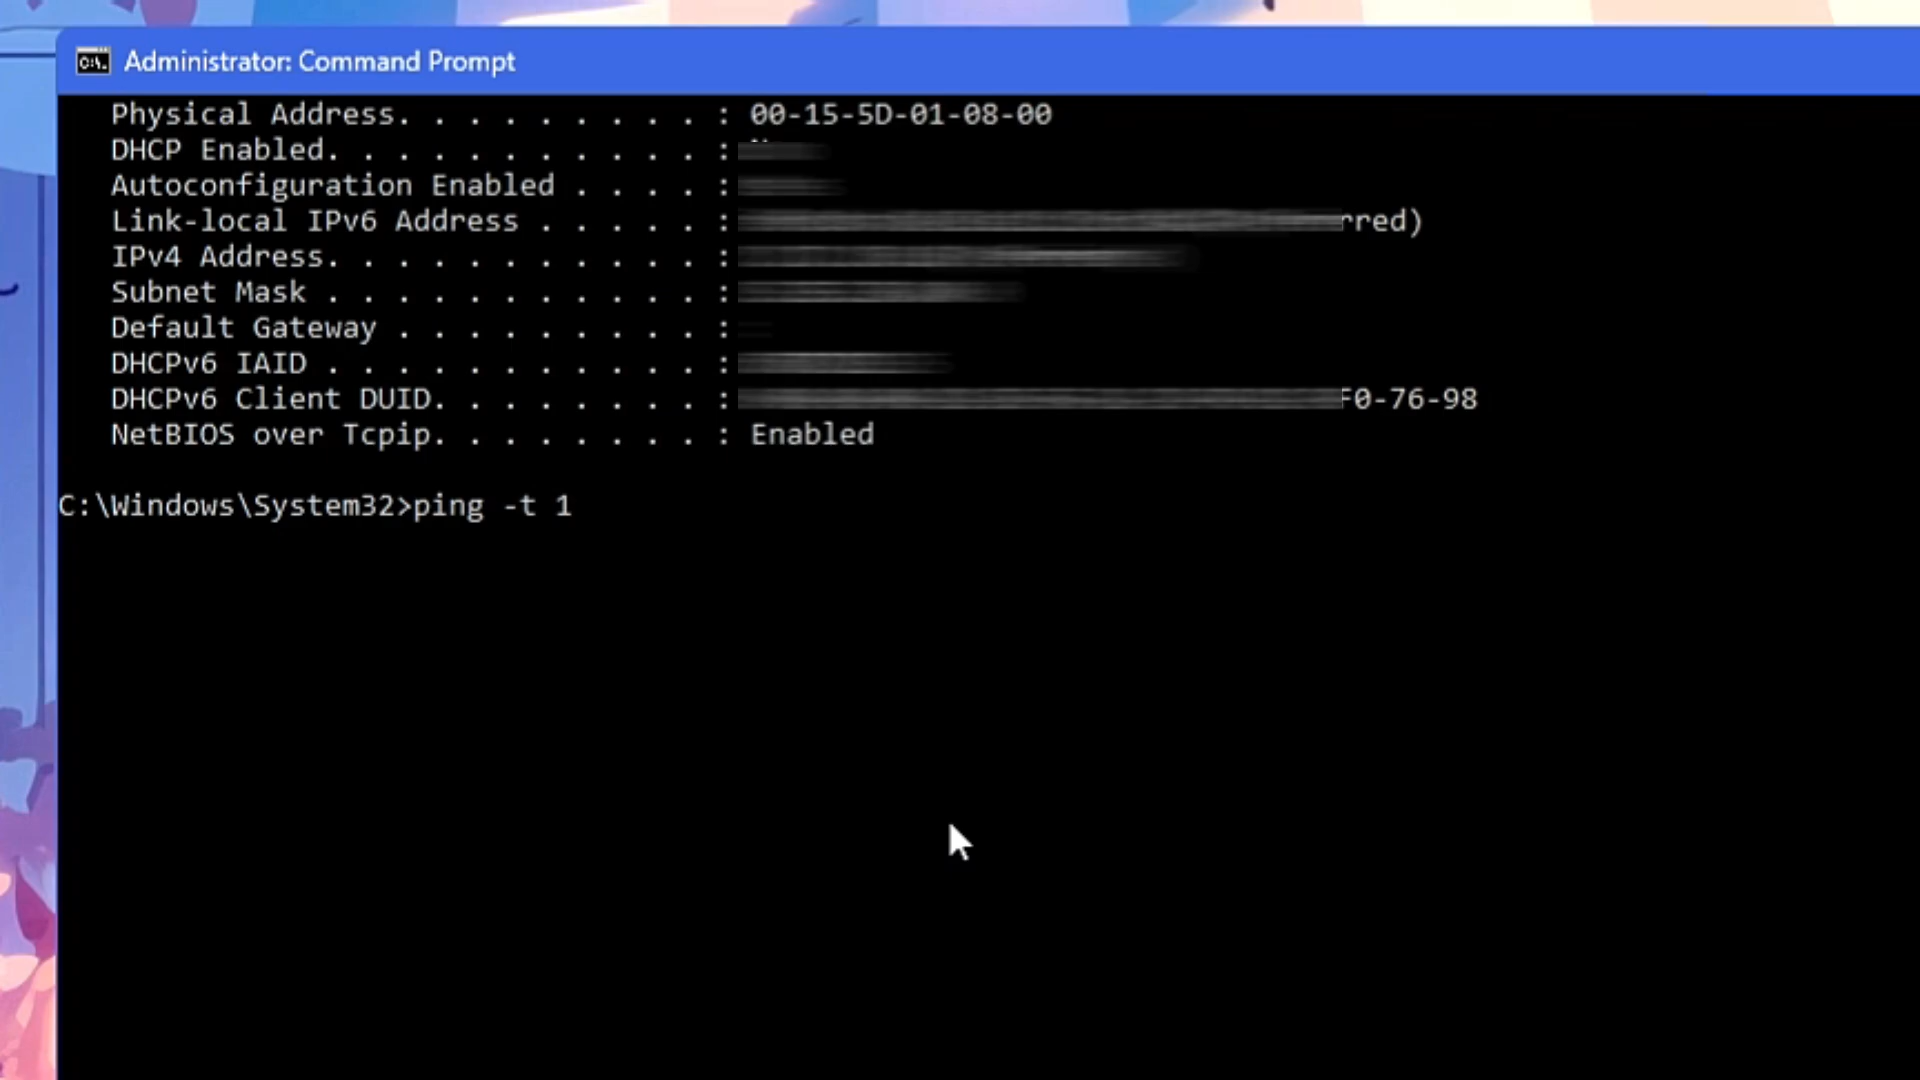 Administrator: Command Prompt
Physical Address. . . . . . . . . : 00-15-5D-01-08-00
DHCP Enabled. . . . . . . . . . . :
Autoconfiguration Enabled . . . . :
Link-local IPv6 Address . . . . . : rred)
IPv4 Address. . . . . . . . . . . :
Subnet Mask . . . . . . . . . . . :
Default Gateway . . . . . . . . . :
DHCPv6 IAID . . . . . . . . . . . :
DHCPv6 Client DUID. . . . . . . . : F0-76-98
NetBIOS over Tcpip. . . . . . . . : Enabled
C:\Windows\System32>ping -t 1